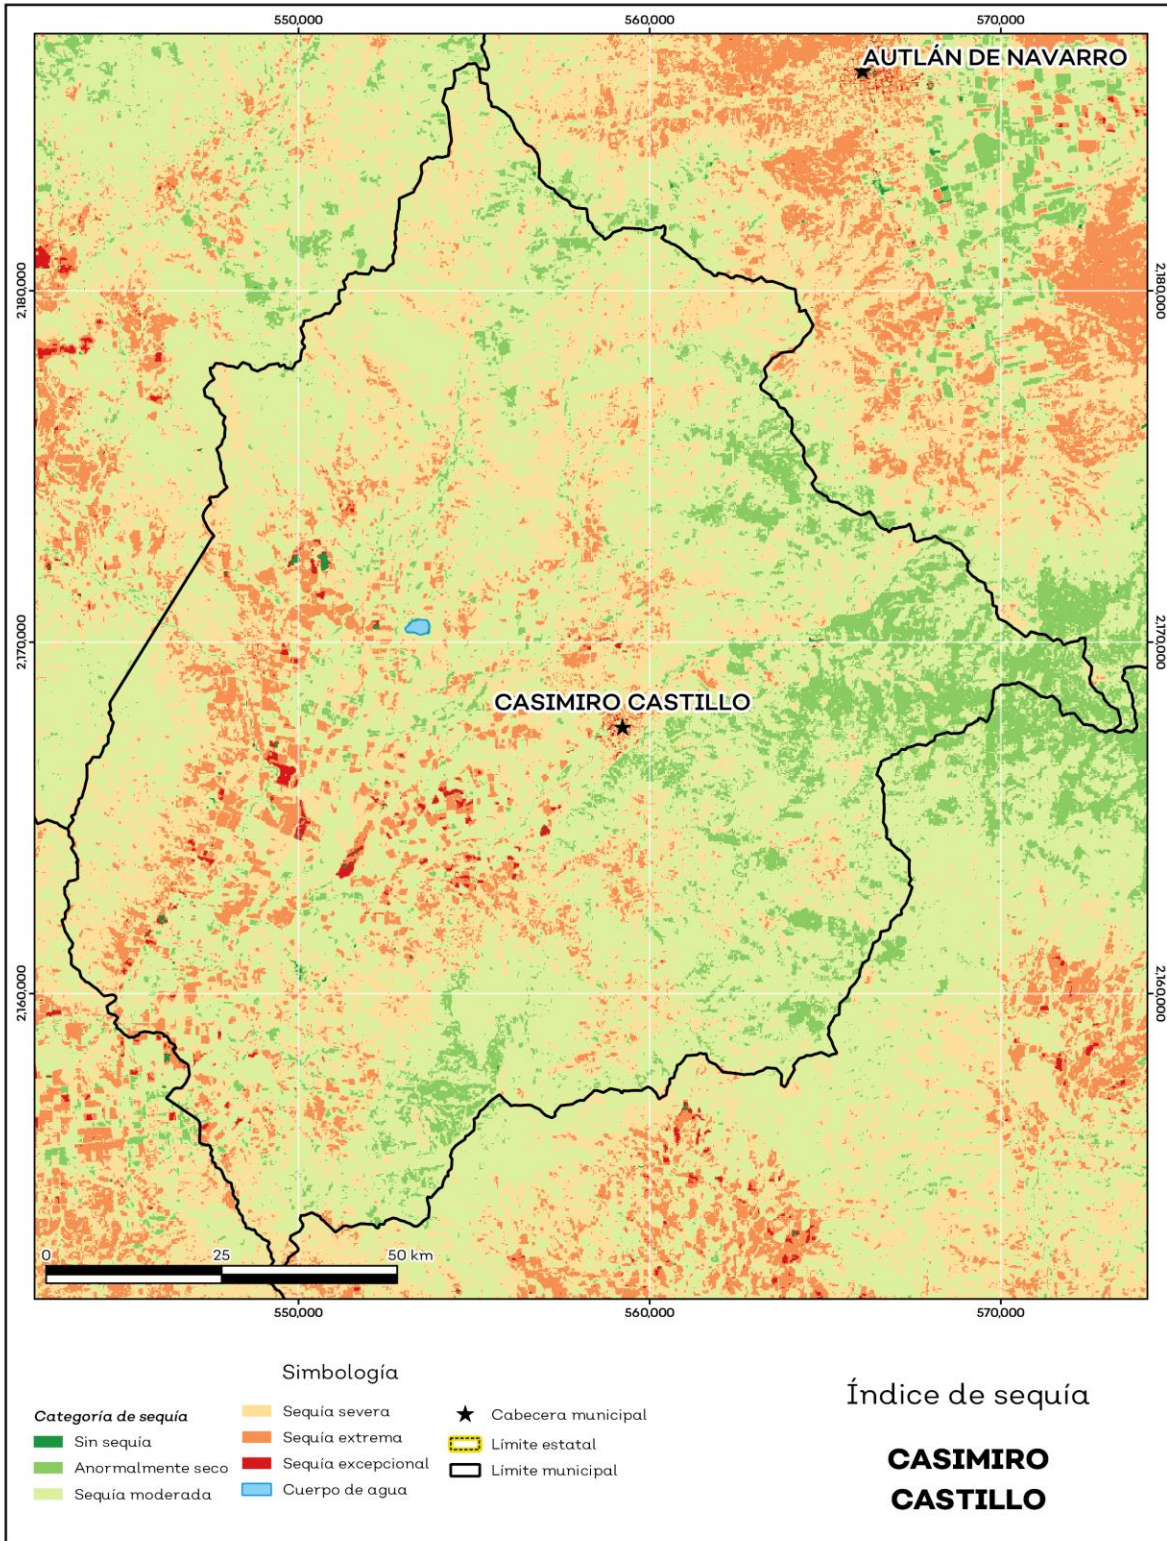 550,000
560,000
570,000
AUTLÁN DE NAVARRO
2,180,000
2,180,000
2,170,000
2,170,000
CASIMIRO CASTILLO
2,160,000
2,160,000
0
25
50 km
550,000
560,000
570,000
Simbología
Categoría de sequía
Sin sequía
Anormalmente seco
Sequía moderada
Sequía severa
Sequía extrema
Sequía excepcional
Cuerpo de agua
Cabecera municipal
Límite estatal
Límite municipal
Índice de sequía
CASIMIRO
CASTILLO